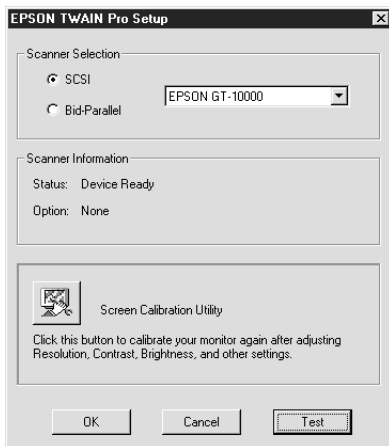 EPSON TWAIN Pro Setup
Scanner Selection
SCSI
EPSON GT-10000
Bid-Parallel
Scanner Information
Status: Device Ready
Option: None
Screen Calibration Utility
Click this button to calibrate your monitor again after adjusting
Resolution, Contrast, Brightness, and other settings.
OK Cancel Test